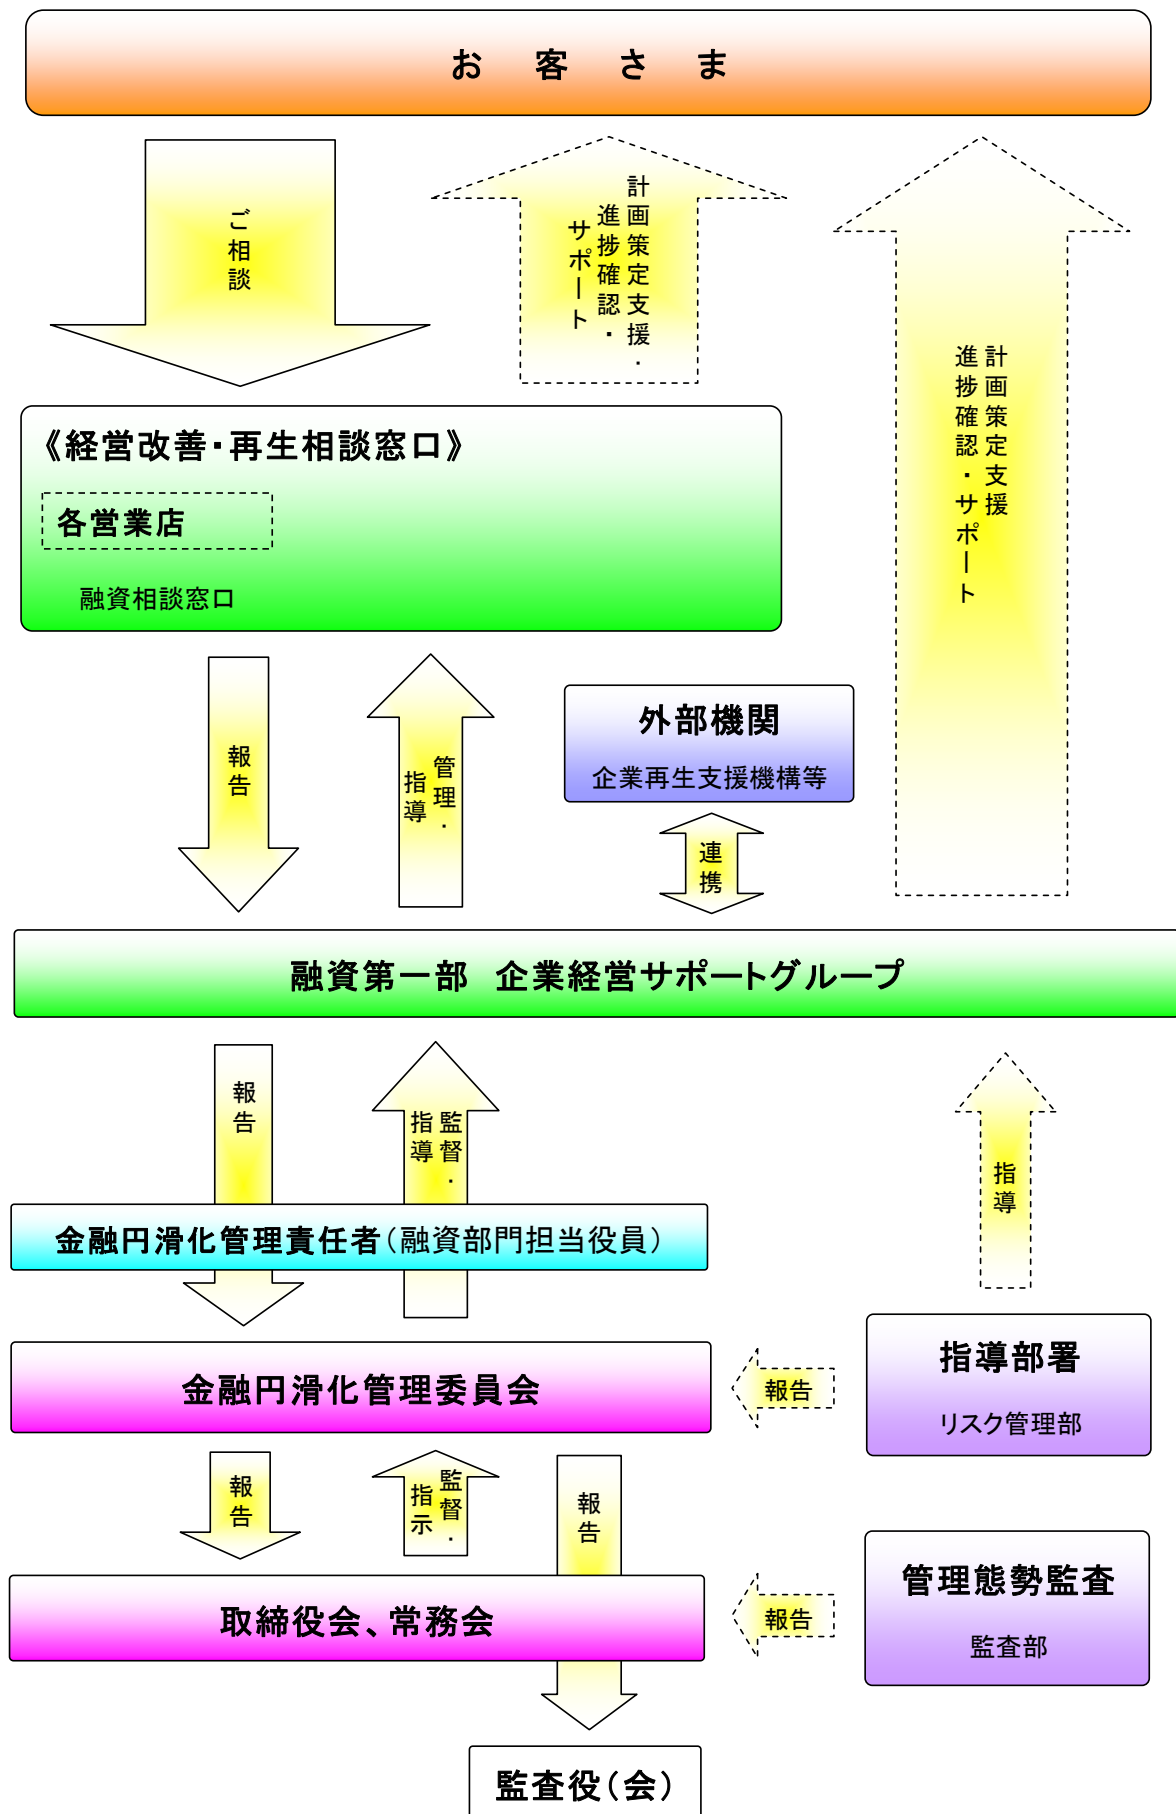 お客さま
ご相談
計画策定支援・
進捗確認・
サポート
計画策定支援
進捗確認・サポート
《経営改善・再生相談窓口》
各営業店
融資相談窓口
報告
管理・
指導
外部機関
企業再生支援機構等
連携
融資第一部 企業経営サポートグループ
報告
監督・
指導
指導
金融円滑化管理責任者(融資部門担当役員)
金融円滑化管理委員会
報告
指導部署
リスク管理部
報告
監督・
指示
報告
取締役会、常務会
報告
管理態勢監査
監査部
監査役(会)